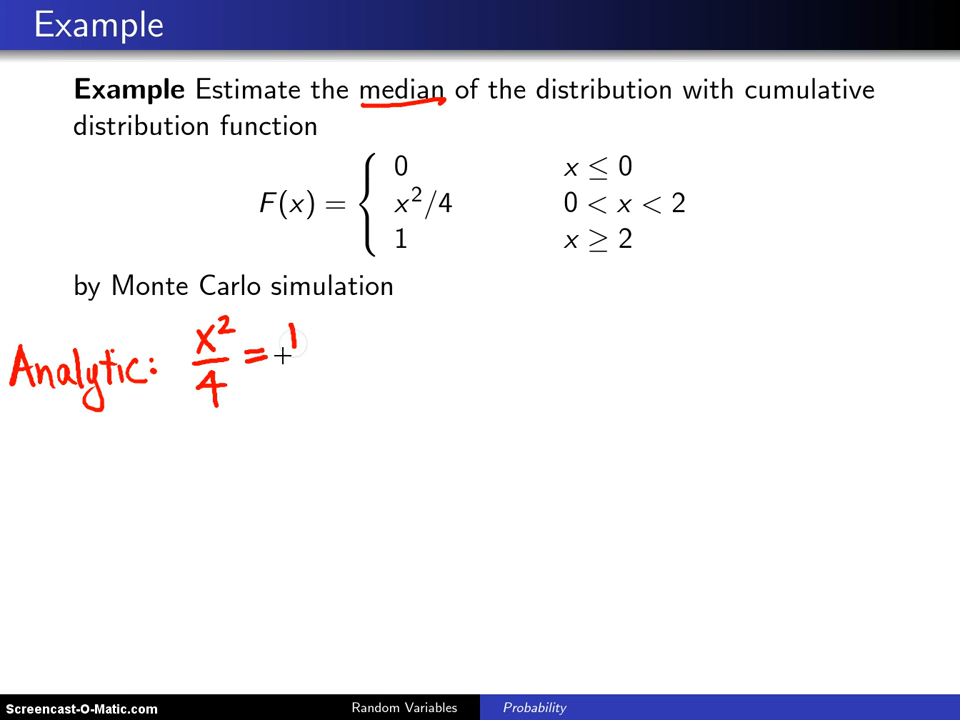 Example
Example Estimate the median of the distribution with cumulative
distribution function
F(x) = { 0 x ≤ 0
x²/4 0 < x < 2
1 x ≥ 2
by Monte Carlo simulation
Analytic: x²/4 = 1
Screencast-O-Matic.com Random Variables Probability